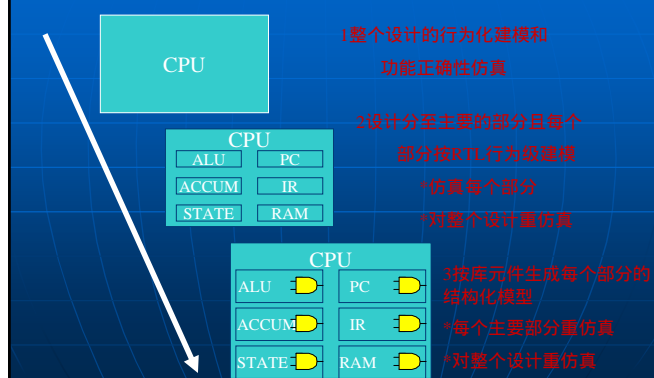 CPU
1整个设计的行为化建模和
功能正确性仿真
CPU
ALU PC
ACCUM IR
STATE RAM
2设计分至主要的部分且每个
部分按RTL行为级建模
*仿真每个部分
*对整个设计重仿真
CPU
ALU PC
ACCUM IR
STATE RAM
3按库元件生成每个部分的
结构化模型
*每个主要部分重仿真
*对整个设计重仿真